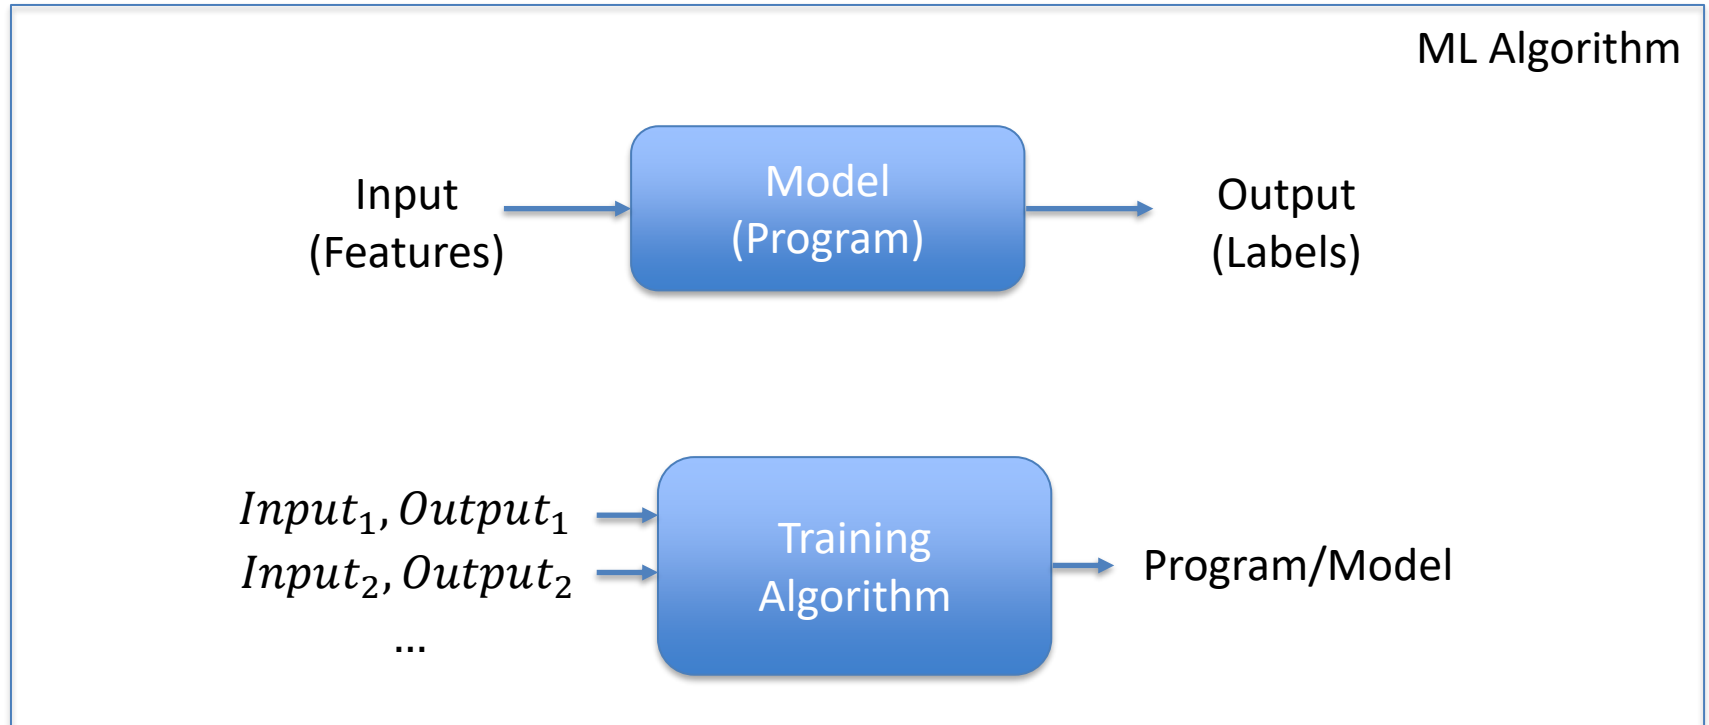 ML Algorithm
Input
(Features)
Model
(Program)
Output
(Labels)
Input₁, Output₁
Input₂, Output₂
...
Training
Algorithm
Program/Model